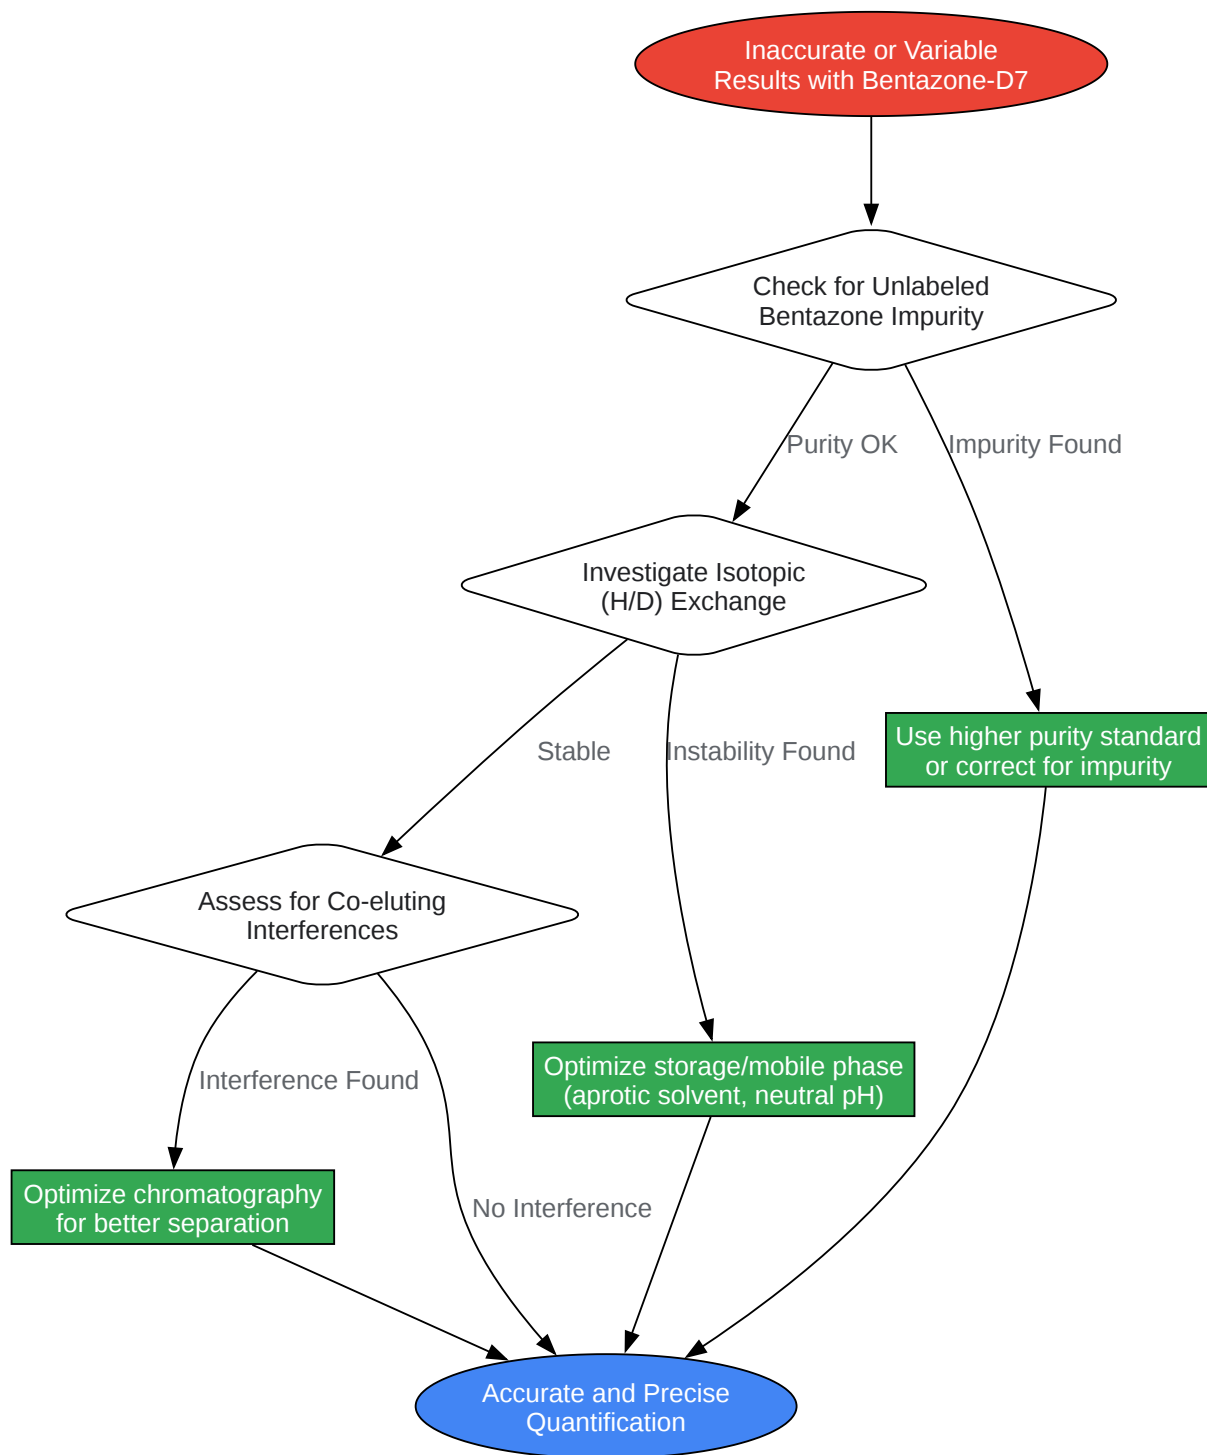 Inaccurate or Variable
Results with Bentazone-D7
Check for Unlabeled
Bentazone Impurity
Purity OK
Impurity Found
Investigate Isotopic
(H/D) Exchange
Stable
Instability Found
Use higher purity standard
or correct for impurity
Assess for Co-eluting
Interferences
Interference Found
Optimize storage/mobile phase
(aprotic solvent, neutral pH)
Optimize chromatography
for better separation
No Interference
Accurate and Precise
Quantification